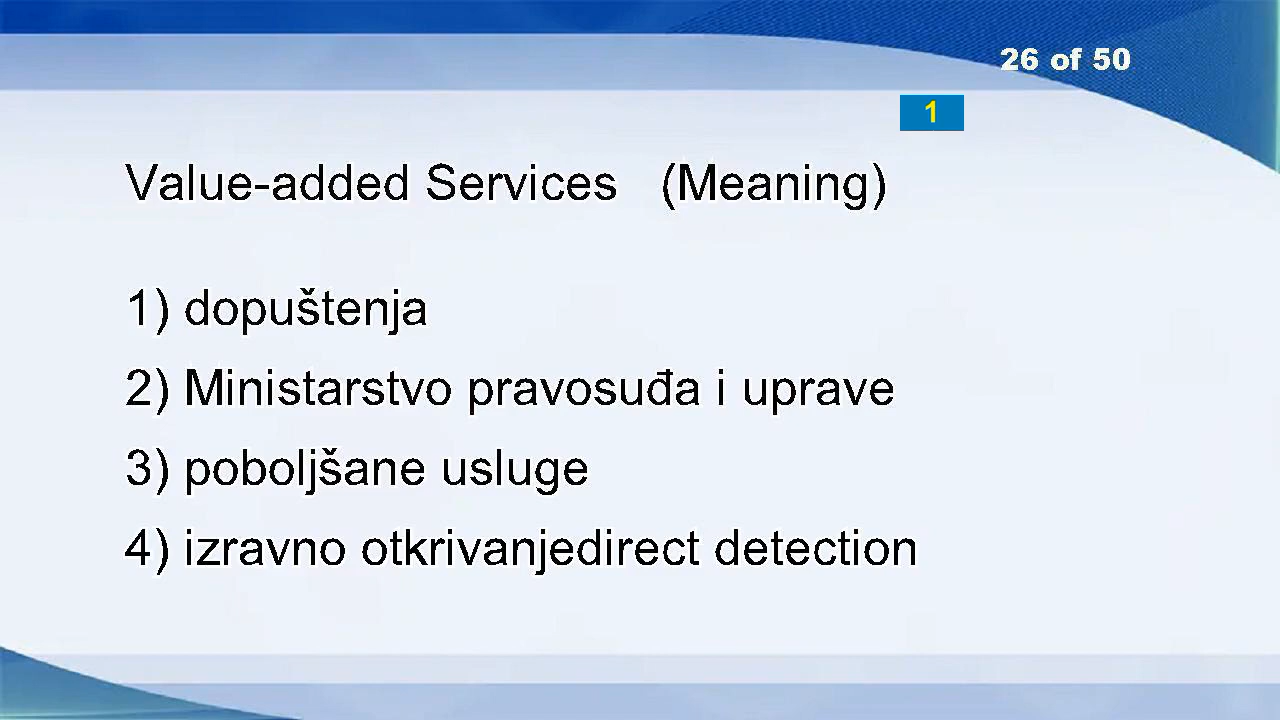 26 of 50
1
Value-added Services (Meaning)
1) dopuštenja
2) Ministarstvo pravosuđa i uprave
3) poboljšane usluge
4) izravno otkrivanjedirect detection